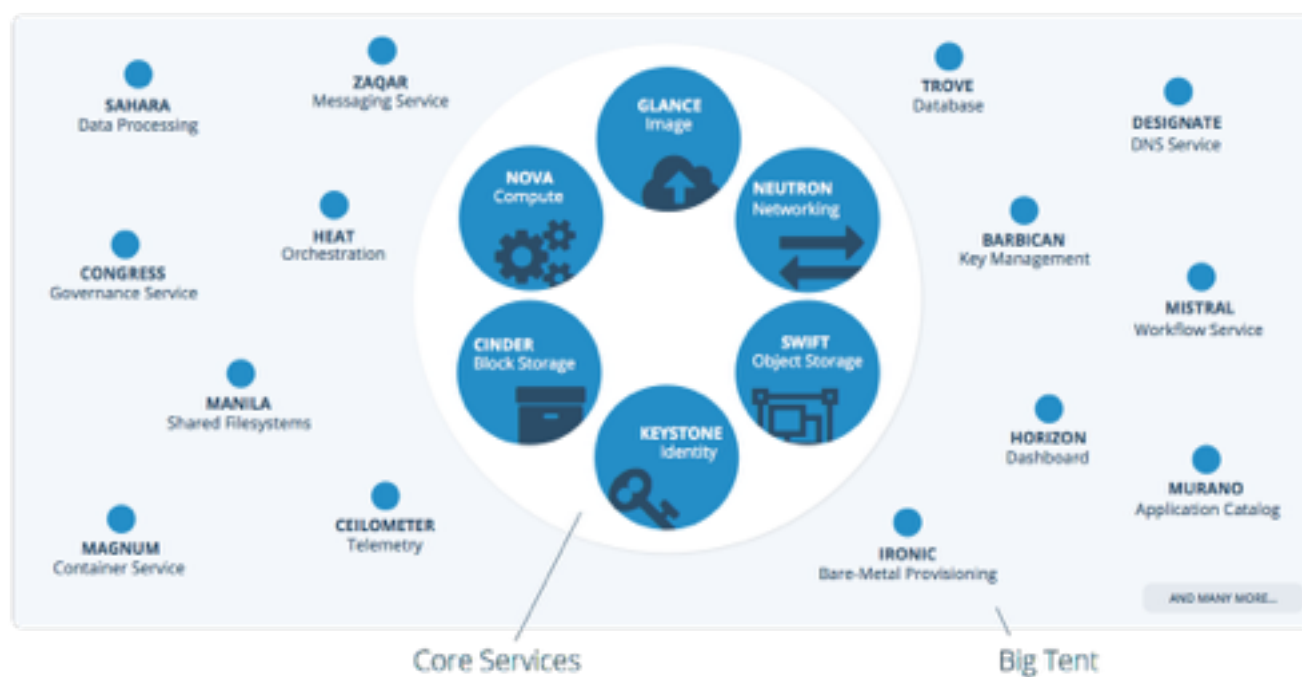 SAHARA
Data Processing
ZAQAR
Messaging Service
GLANCE
Image
TROVE
Database
DESIGNATE
DNS Service
NOVA
Compute
NEUTRON
Networking
HEAT
Orchestration
BARBICAN
Key Management
CONGRESS
Governance Service
MISTRAL
Workflow Service
CINDER
Block Storage
SWIFT
Object Storage
MANILA
Shared Filesystems
KEYSTONE
Identity
HORIZON
Dashboard
MURANO
Application Catalog
CEILOMETER
Telemetry
MAGNUM
Container Service
IRONIC
Bare-Metal Provisioning
AND MANY MORE...
Core Services
Big Tent